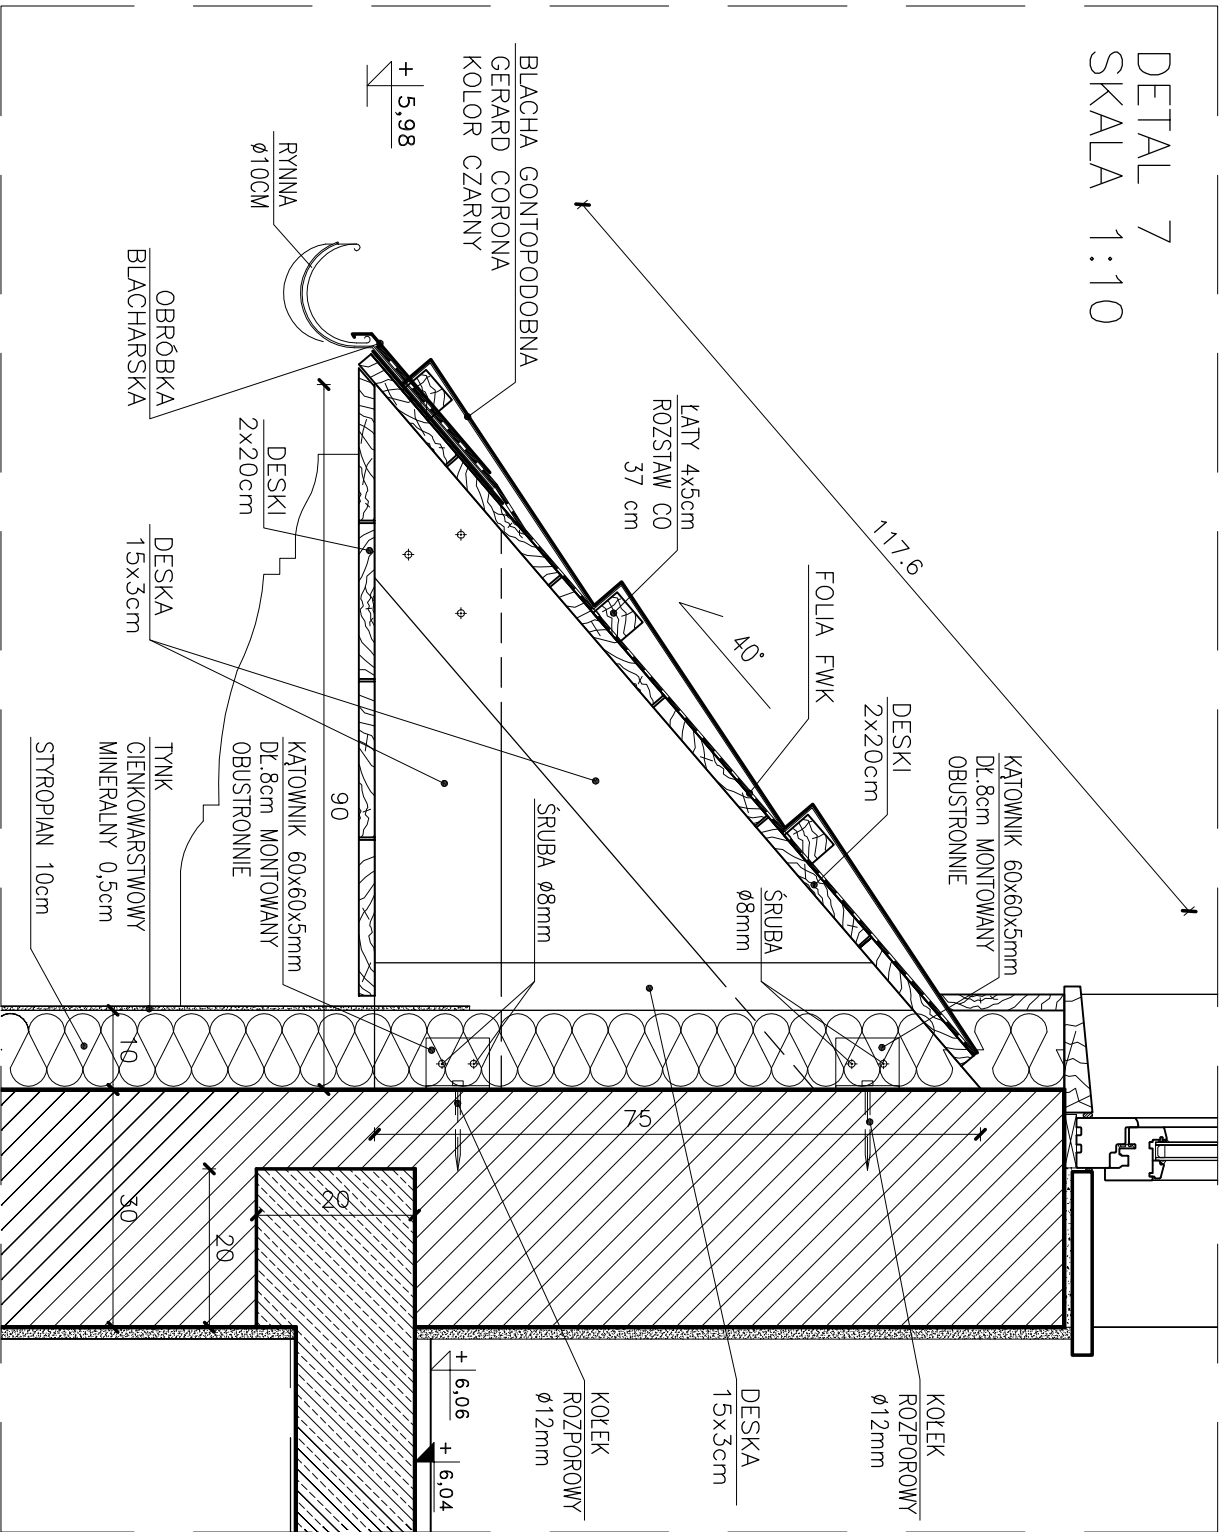 DETAL 7
SKALA 1:10
BLACHA GONTOPODOBNA
GERARD CORONA
KOLOR CZARNY
+
5,98
RYNNA
Ø10CM
OBRÓBKA
BLACHARSKA
117.6
ŁATY 4x5cm
ROZSTAW CO
37 cm
40°
FOLIA FWK
DESKI
2x20cm
KĄTOWNIK 60x60x5mm
DŁ.8cm MONTOWANY
OBUSTRONNIE
DESKI
2x20cm
DESKA
15x3cm
ŚRUBA
Ø8mm
ŚRUBA Ø8mm
90
KĄTOWNIK 60x60x5mm
DŁ.8cm MONTOWANY
OBUSTRONNIE
TYNK
CIENKOWARSTWOWY
MINERALNY 0,5cm
STYROPIAN 10cm
75
10
20
30
20
KOŁEK
ROZPOROWY
Ø12mm
DESKA
15x3cm
KOŁEK
ROZPOROWY
Ø12mm
+
6,06
+
6,04